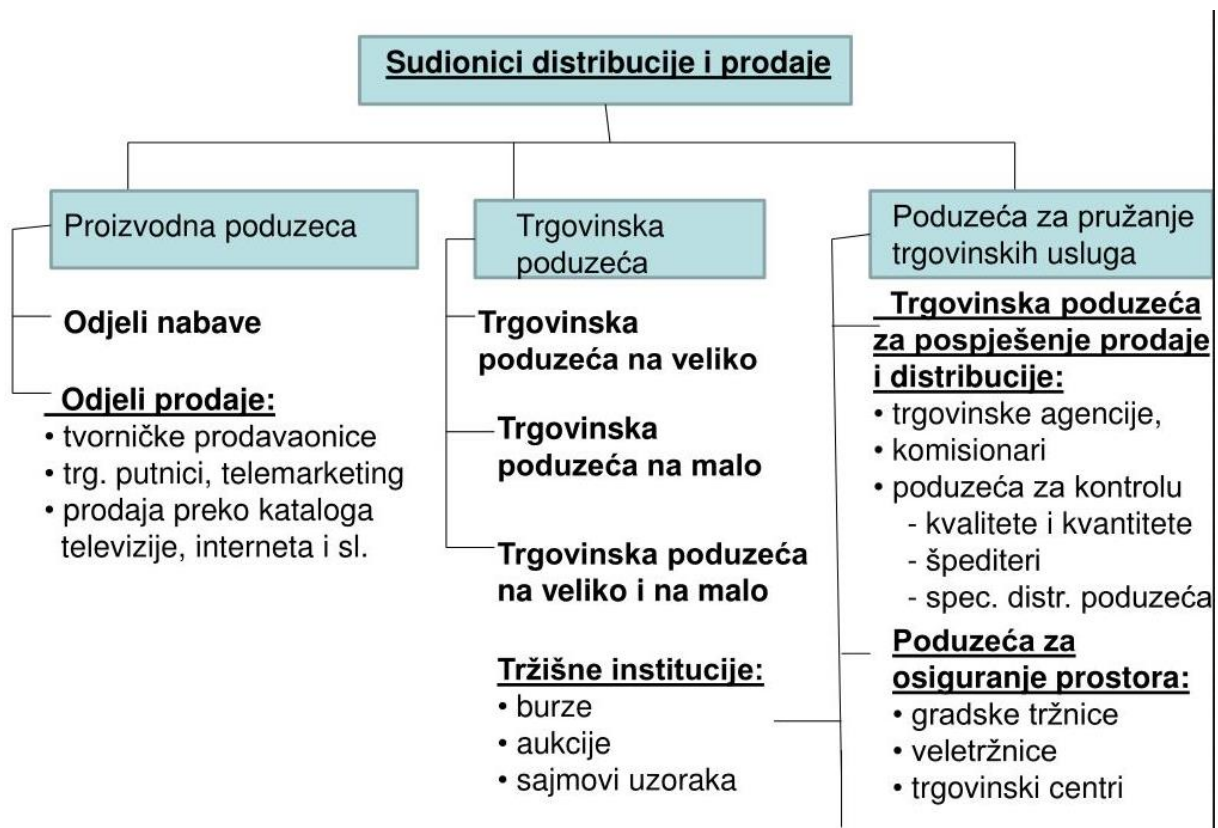 Sudionici distribucije i prodaje
Proizvodna poduzeca
Odjeli nabave
Odjeli prodaje:
• tvorničke prodavaonice
• trg. putnici, telemarketing
• prodaja preko kataloga
televizije, interneta i sl.
Trgovinska
poduzeća
Trgovinska
poduzeća na veliko
Trgovinska
poduzeća na malo
Trgovinska poduzeća
na veliko i na malo
Tržišne institucije:
• burze
• aukcije
• sajmovi uzoraka
Poduzeća za pružanje
trgovinskih usluga
Trgovinska poduzeća
za pospješenje prodaje
i distribucije:
• trgovinske agencije,
• komisionari
• poduzeća za kontrolu
- kvalitete i kvantitete
- špediteri
- spec. distr. poduzeća
Poduzeća za
osiguranje prostora:
• gradske tržnice
• veletržnice
• trgovinski centri